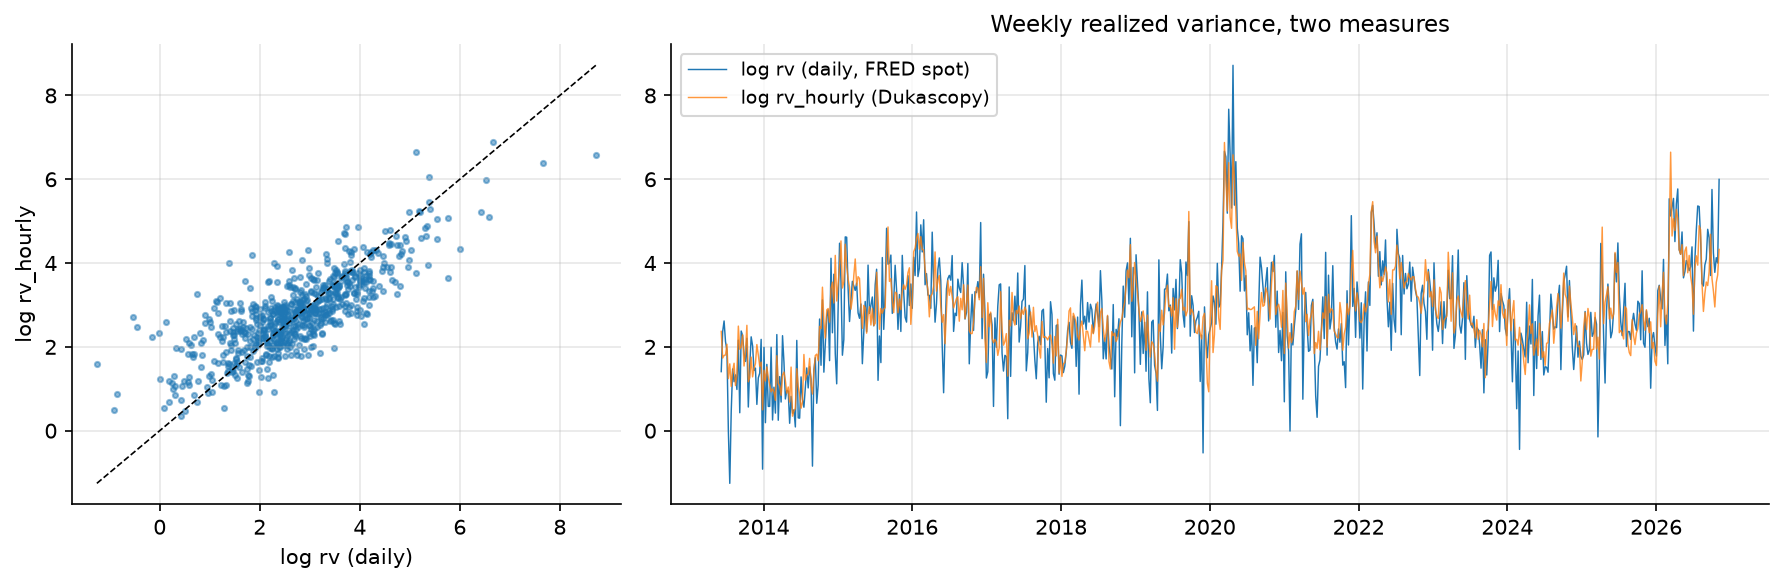 Weekly realized variance, two measures
log rv (daily, FRED spot)
log rv_hourly (Dukascopy)
log rv_hourly
8
6
4
2
0
0 2 4 6 8
log rv (daily)
8
6
4
2
0
2014 2016 2018 2020 2022 2024 2026